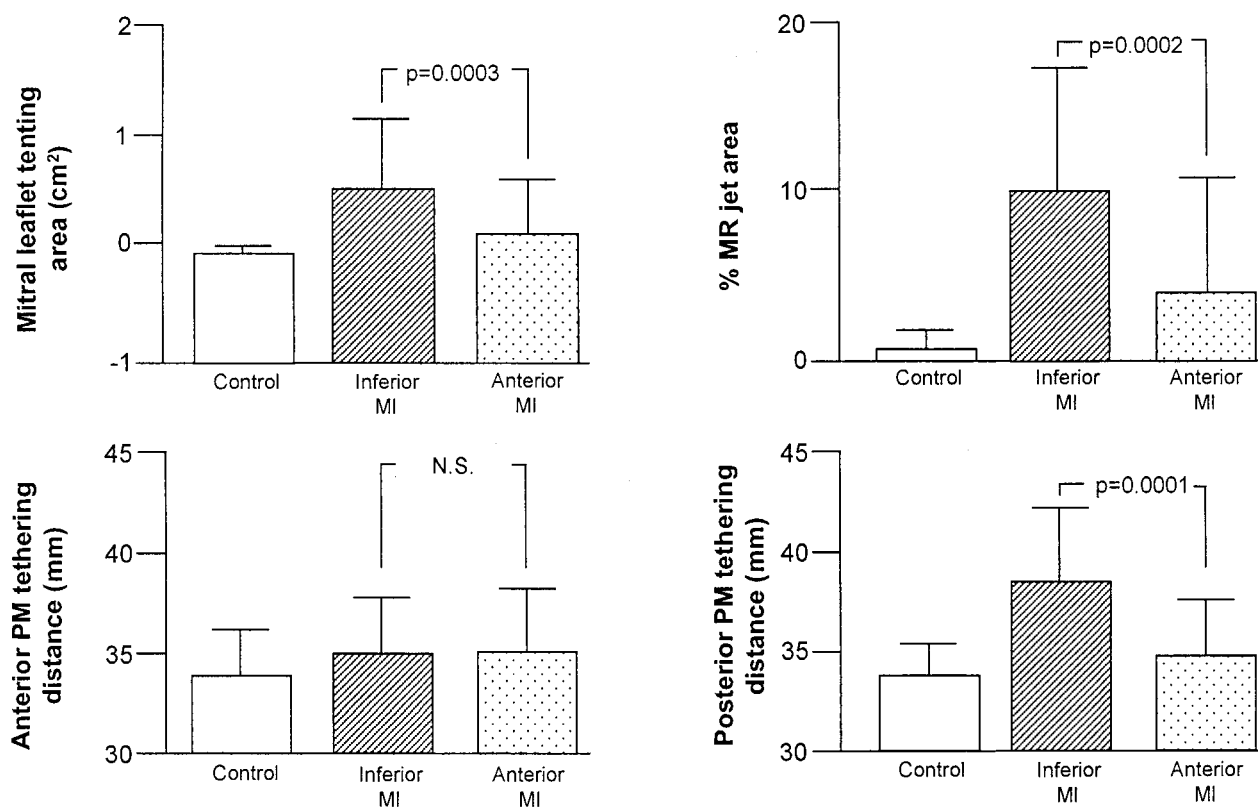 Mitral leaflet tenting
area (cm²)
2
1
0
-1
p=0.0003
Control
Inferior
MI
Anterior
MI
% MR jet area
20
10
0
p=0.0002
Control
Inferior
MI
Anterior
MI
Anterior PM tethering
distance (mm)
45
40
35
30
N.S.
Control
Inferior
MI
Anterior
MI
Posterior PM tethering
distance (mm)
45
40
35
30
p=0.0001
Control
Inferior
MI
Anterior
MI